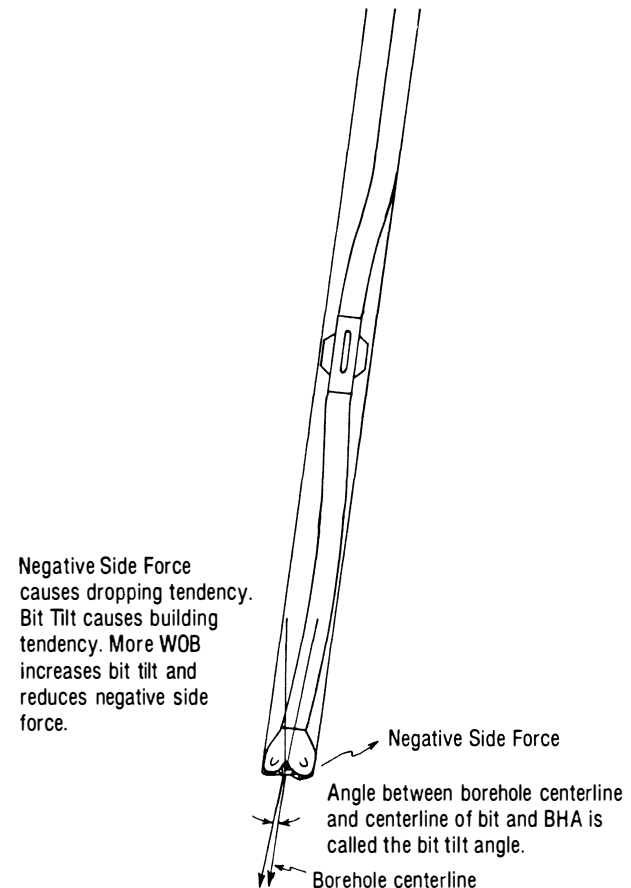 Negative Side Force
causes dropping tendency.
Bit Tilt causes building
tendency. More WOB
increases bit tilt and
reduces negative side
force.
Negative Side Force
Angle between borehole centerline
and centerline of bit and BHA is
called the bit tilt angle.
Borehole centerline